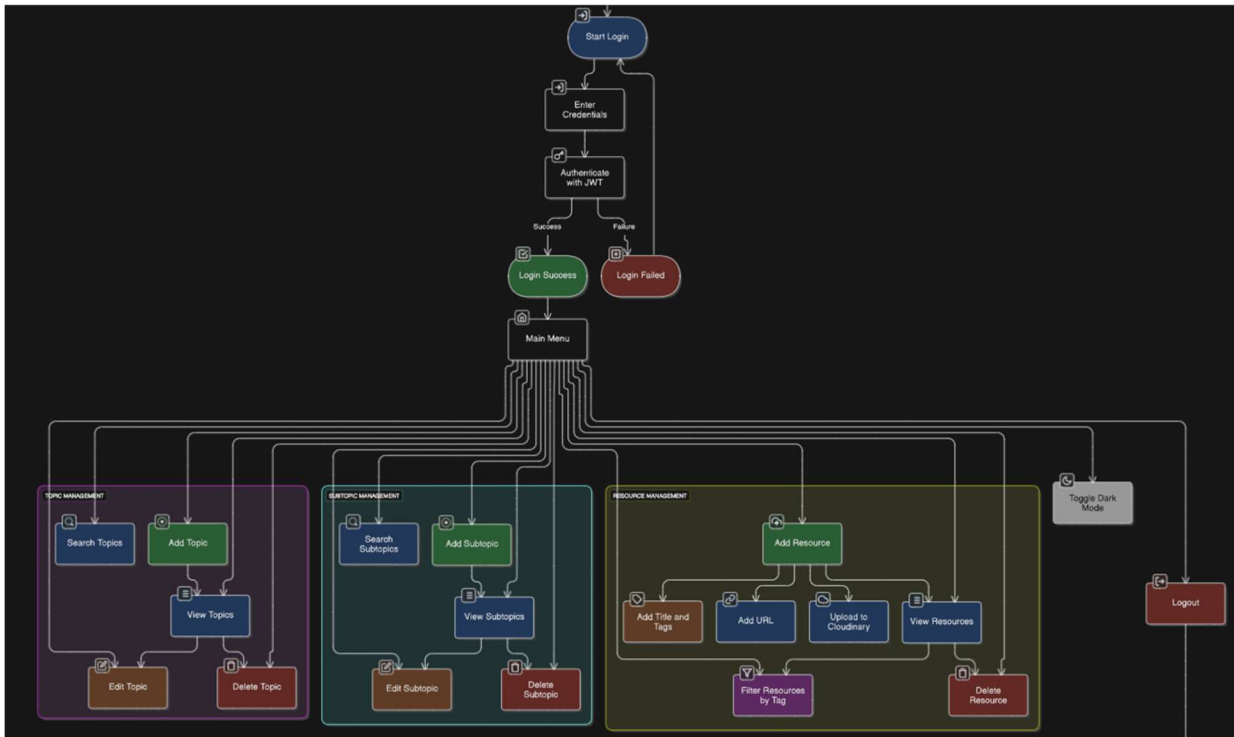 Start Login
Enter
Credentials
Authenticate
with JWT
Success
Failure
Login Success
Login Failed
Main Menu
TOPIC MANAGEMENT
SUBTOPIC MANAGEMENT
RESOURCE MANAGEMENT
Toggle Dark
Mode
Search Topics
Add Topic
Search
Subtopics
Add Subtopic
Add Resource
View Topics
View Subtopics
Add Title and
Tags
Add URL
Upload to
Cloudinary
View Resources
Logout
Edit Topic
Delete Topic
Edit Subtopic
Delete
Subtopic
Filter Resources
by Tag
Delete
Resource